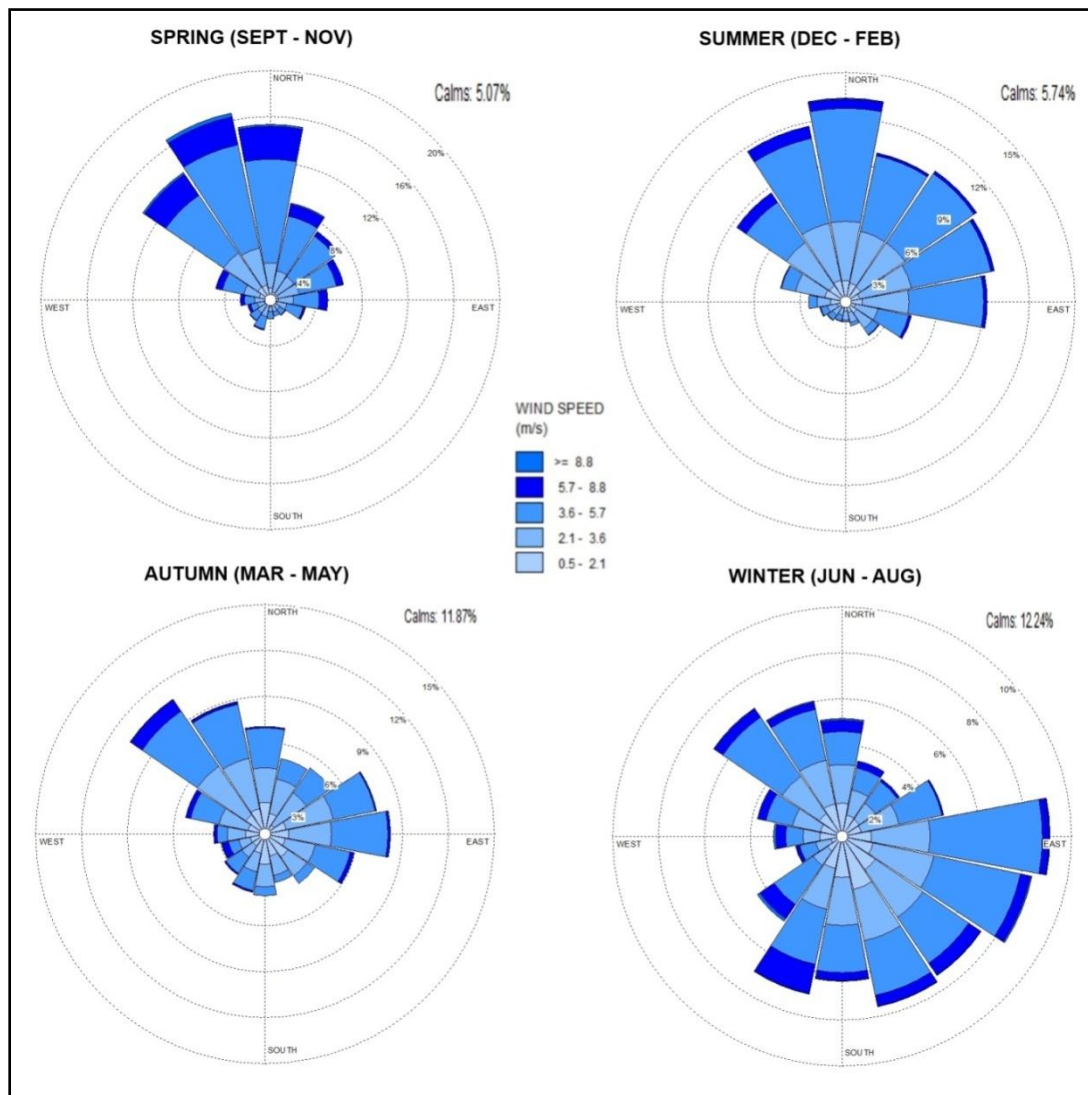 SPRING (SEPT - NOV)
NORTH
Calms: 5.07%
20%
16%
12%
8%
4%
WEST
EAST
SOUTH
SUMMER (DEC - FEB)
NORTH
Calms: 5.74%
15%
12%
9%
6%
3%
WEST
EAST
SOUTH
WIND SPEED
(m/s)
>= 8.8
5.7 - 8.8
3.6 - 5.7
2.1 - 3.6
0.5 - 2.1
AUTUMN (MAR - MAY)
NORTH
Calms: 11.87%
15%
12%
9%
6%
3%
WEST
EAST
SOUTH
WINTER (JUN - AUG)
NORTH
Calms: 12.24%
10%
8%
6%
4%
2%
WEST
EAST
SOUTH